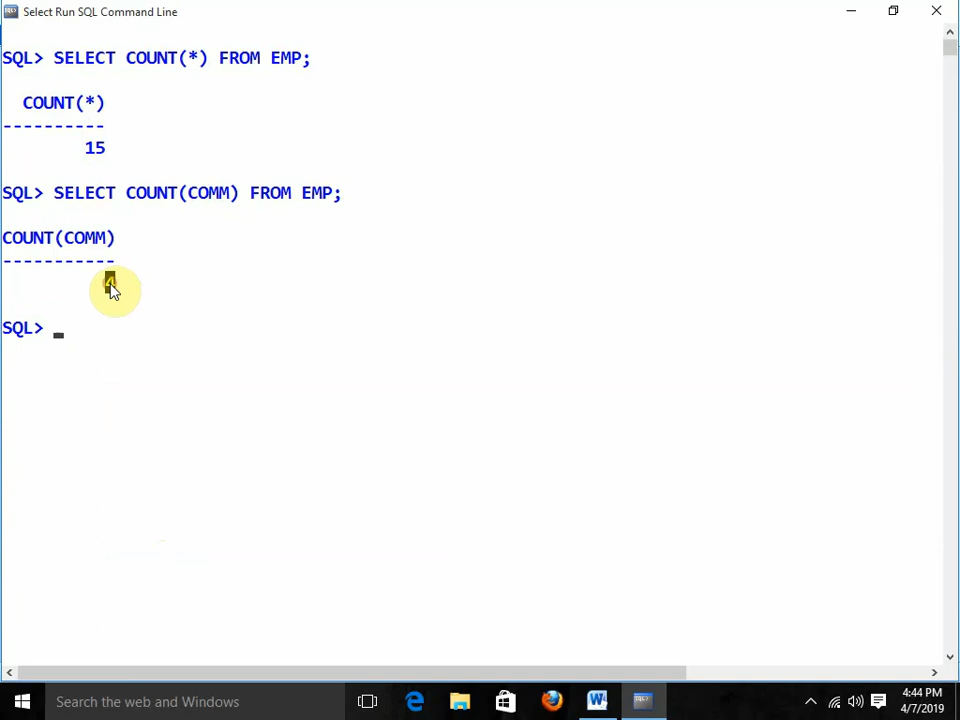 Select Run SQL Command Line
SQL> SELECT COUNT(*) FROM EMP;
COUNT(*)
----------
15
SQL> SELECT COUNT(COMM) FROM EMP;
COUNT(COMM)
-----------
4
SQL>
Search the web and Windows
4:44 PM
4/7/2019